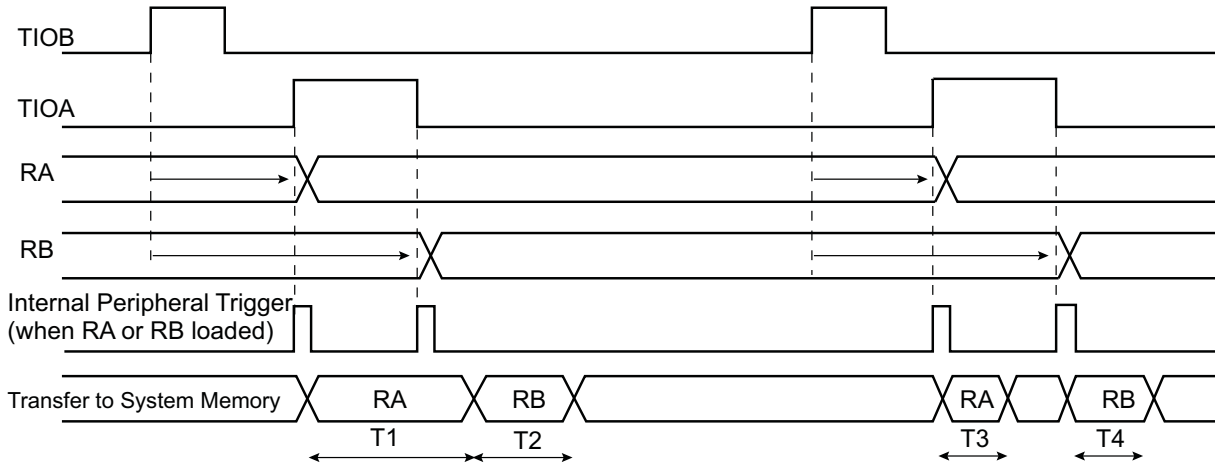 TIOB
TIOA
RA
RB
Internal Peripheral Trigger
(when RA or RB loaded)
Transfer to System Memory
RA
RB
RA
RB
T1
T2
T3
T4